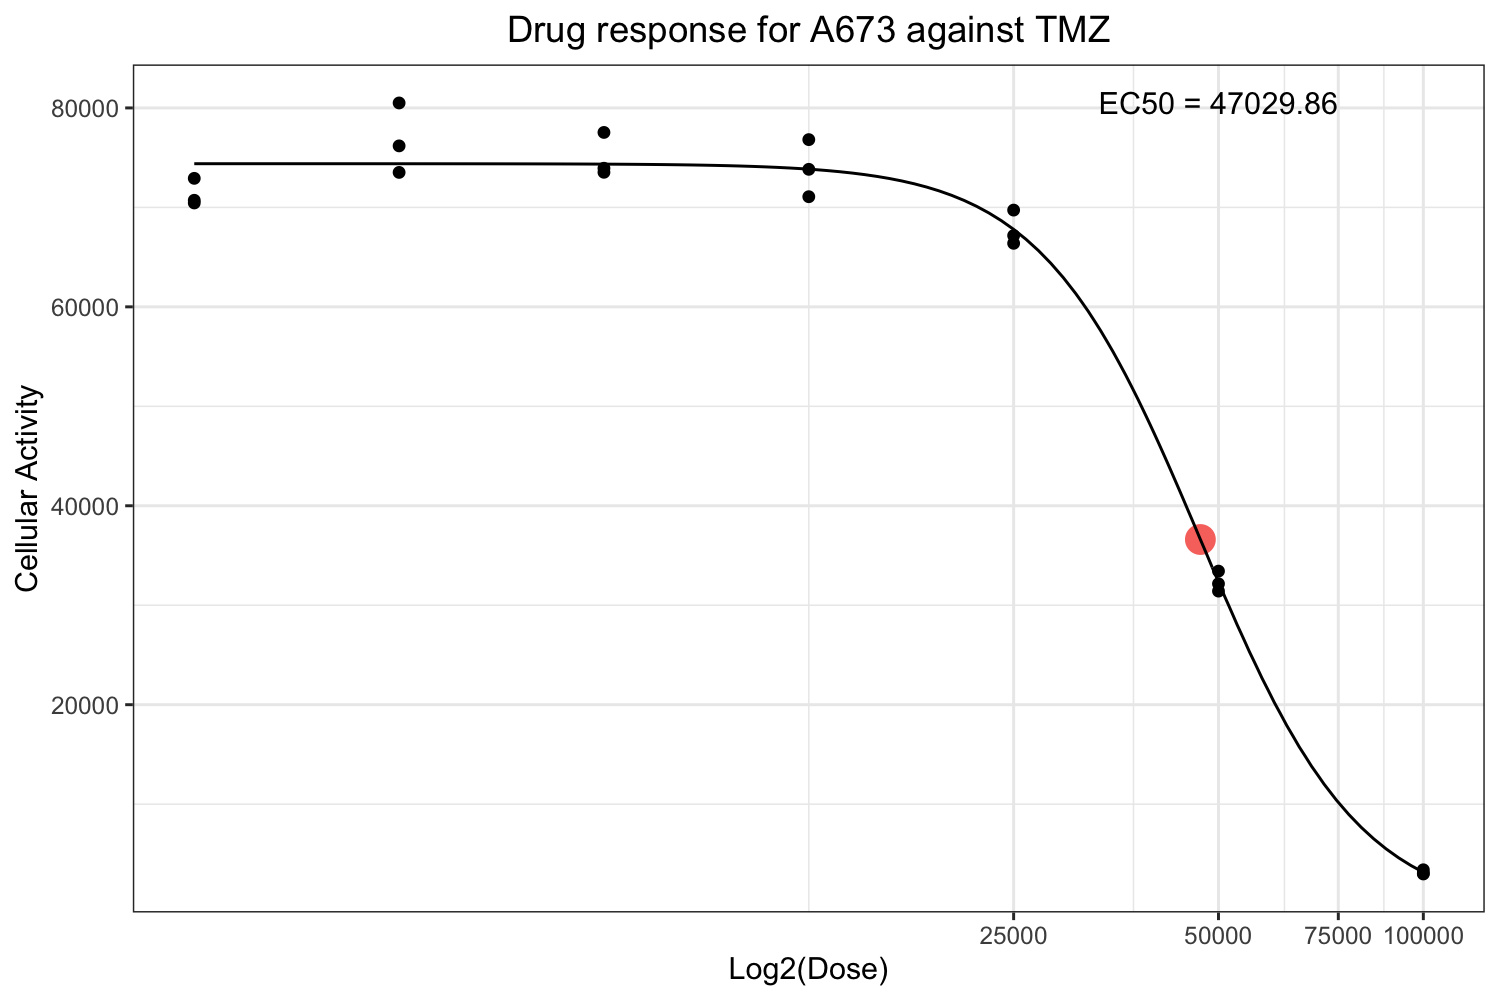 Drug response for A673 against TMZ
EC50 = 47029.86
80000
60000
40000
20000
Cellular Activity
25000 50000 75000 100000
Log2(Dose)